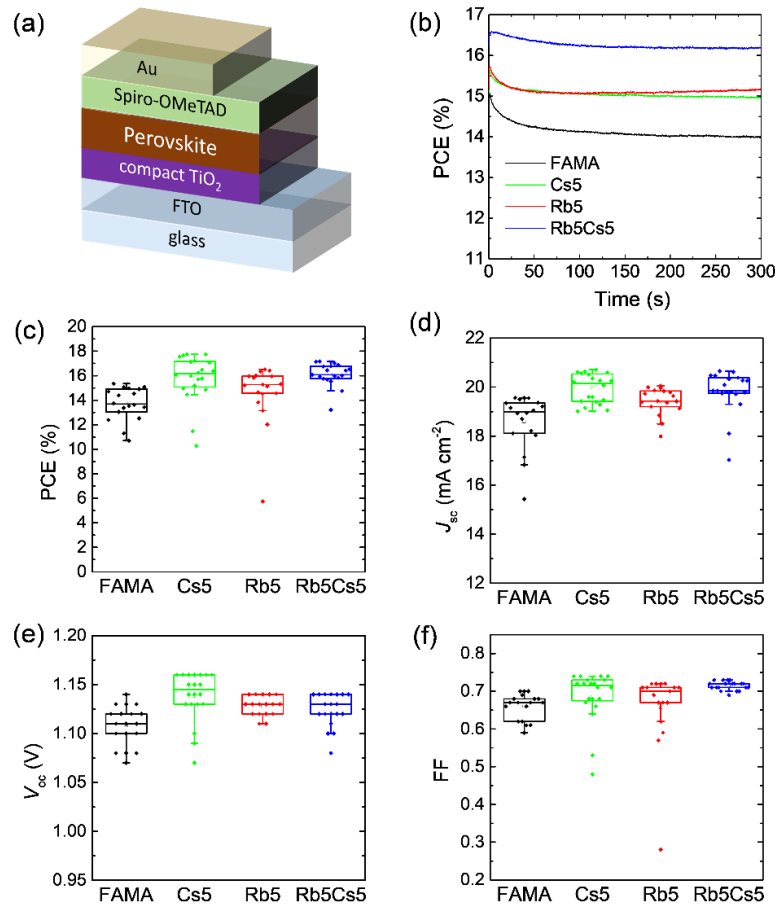 (a)
Au
Spiro-OMeTAD
Perovskite
compact TiO2
FTO
glass
(b)
PCE (%)
17
16
15
14
13
12
11
FAMA
Cs5
Rb5
Rb5Cs5
0 50 100 150 200 250 300
Time (s)
(c)
PCE (%)
20
18
16
14
12
10
8
6
4
2
0
FAMA Cs5 Rb5 Rb5Cs5
(d)
Jsc (mA cm-2)
22
20
18
16
14
12
FAMA Cs5 Rb5 Rb5Cs5
(e)
Voc (V)
1.20
1.15
1.10
1.05
1.00
0.95
FAMA Cs5 Rb5 Rb5Cs5
(f)
FF
0.8
0.7
0.6
0.5
0.4
0.3
0.2
FAMA Cs5 Rb5 Rb5Cs5